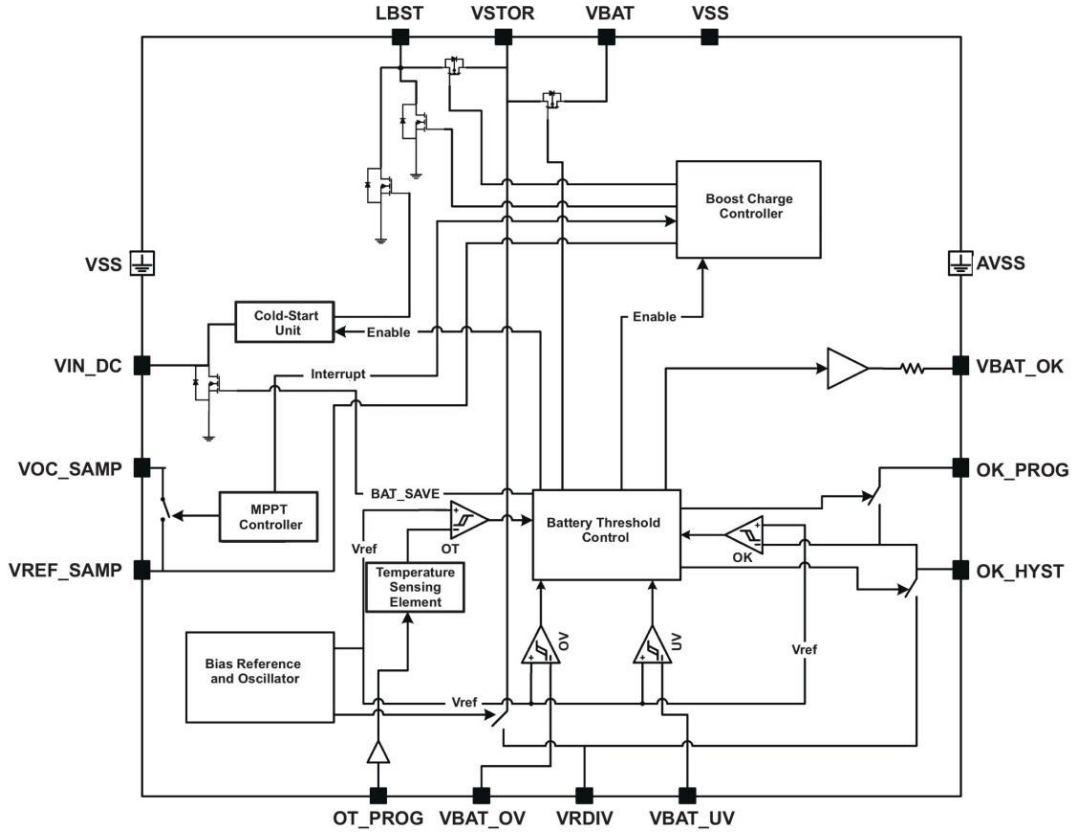 LBST VSTOR VBAT VSS
Boost Charge
Controller
VSS
AVSS
Cold-Start
Unit
Enable
Enable
VIN_DC
Interrupt
VBAT_OK
VOC_SAMP
OK_PROG
BAT_SAVE
MPPT
Controller
+
−
OT
Battery Threshold
Control
+
−
OK
Vref
VREF_SAMP
Temperature
Sensing
Element
OK_HYST
OV
UV
+ −
+ −
Vref
Bias Reference
and Oscillator
Vref
OT_PROG VBAT_OV VRDIV VBAT_UV